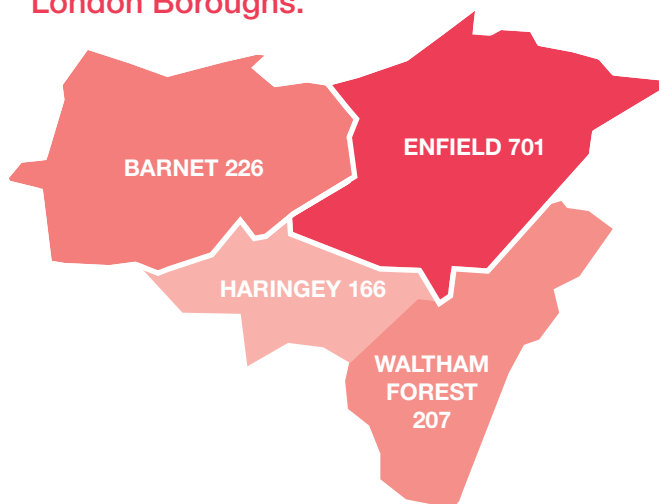 London Boroughs.
ENFIELD 701
BARNET 226
HARINGEY 166
WALTHAM
FOREST
207